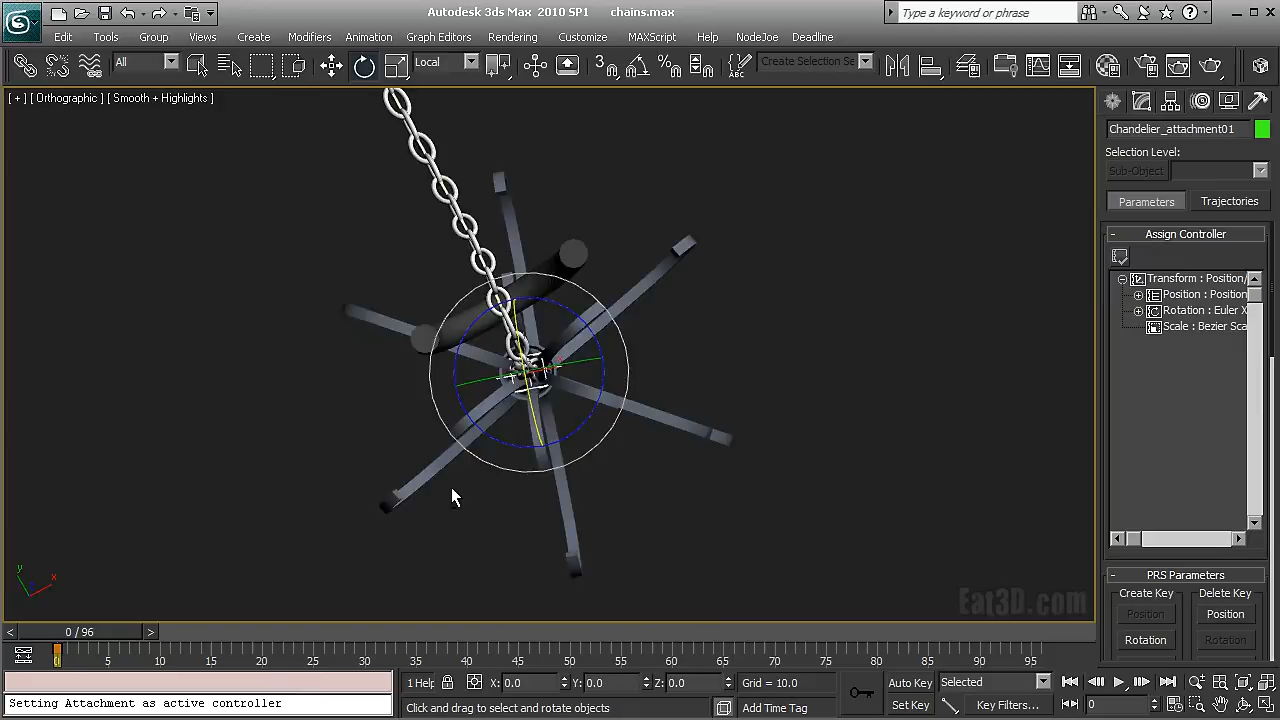 Autodesk 3ds Max 2010 SP1 chains.max
Type a keyword or phrase
Edit Tools Group Views Create Modifiers Animation Graph Editors Rendering Customize MAXScript Help NodeJoe Deadline
All Local Create Selection Se
[ + ] [ Orthographic ] [ Smooth + Highlights ]
Chandelier_attachment01
Selection Level:
Sub-Object
Parameters Trajectories
- Assign Controller
Transform : Position/
Position : Position
Rotation : Euler X
Scale : Bezier Sca
y
x
- PRS Parameters
Create Key Delete Key
Position Position
Rotation Rotation
Eat3D.com
< 0 / 96 >
0 5 10 15 20 25 30 35 40 45 50 55 60 65 70 75 80 85 90 95
1 Help X: 0.0 Y: 0.0 Z: 0.0 Grid = 10.0 Auto Key Selected
Setting Attachment as active controller
Click and drag to select and rotate objects Add Time Tag Set Key Key Filters... 0